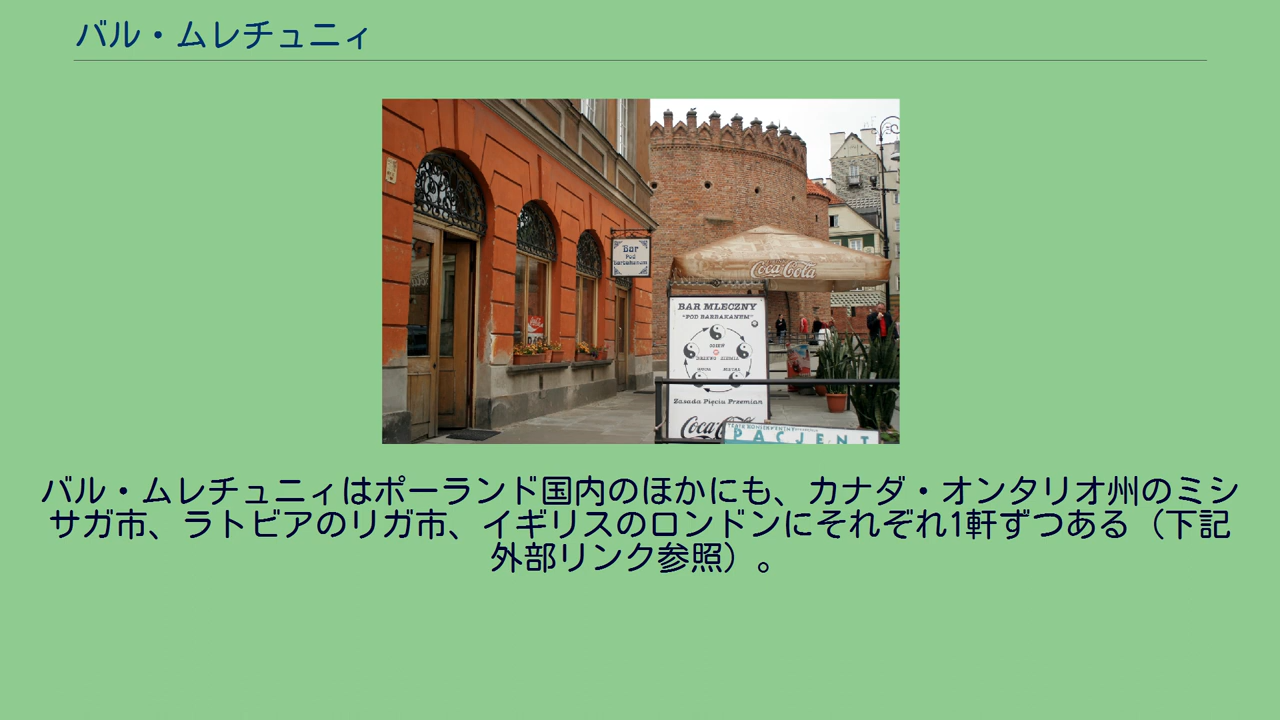 バル・ムレチュニィ
Bar
Pod
Barbakanem
Coca-Cola
BAR MLECZNY
"POD BARBAKANEM"
Zasada Pięciu Przemian
Coca-C
PACJENT
バル・ムレチュニィはポーランド国内のほかにも、カナダ・オンタリオ州のミシ
サガ市、ラトビアのリガ市、イギリスのロンドンにそれぞれ1軒ずつある（下記
外部リンク参照）。